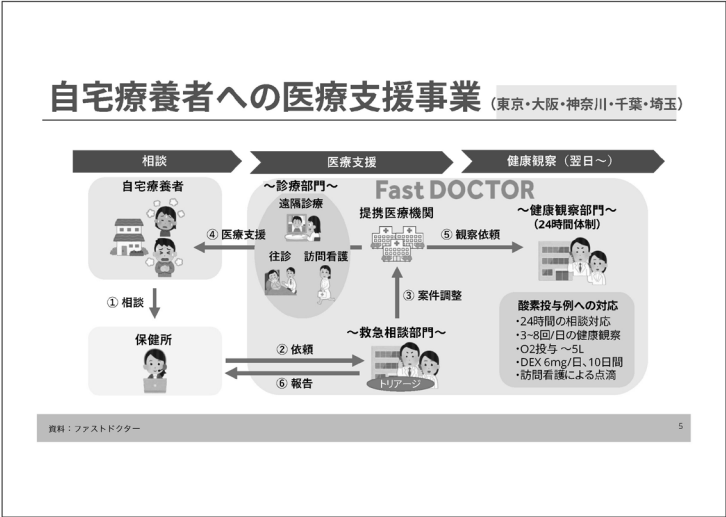 自宅療養者への医療支援事業（東京・大阪・神奈川・千葉・埼玉）
相談
医療支援
健康観察（翌日～）
自宅療養者
～診療部門～
遠隔診療
往診 訪問看護
Fast DOCTOR
提携医療機関
～健康観察部門～
（24時間体制）
④ 医療支援
⑤ 観察依頼
① 相談
③ 案件調整
保健所
② 依頼
⑥ 報告
～救急相談部門～
トリアージ
酸素投与例への対応
・24時間の相談対応
・3~8回/日の健康観察
・O2投与 ～5L
・DEX 6mg/日、10日間
・訪問看護による点滴
資料：ファストドクター
5